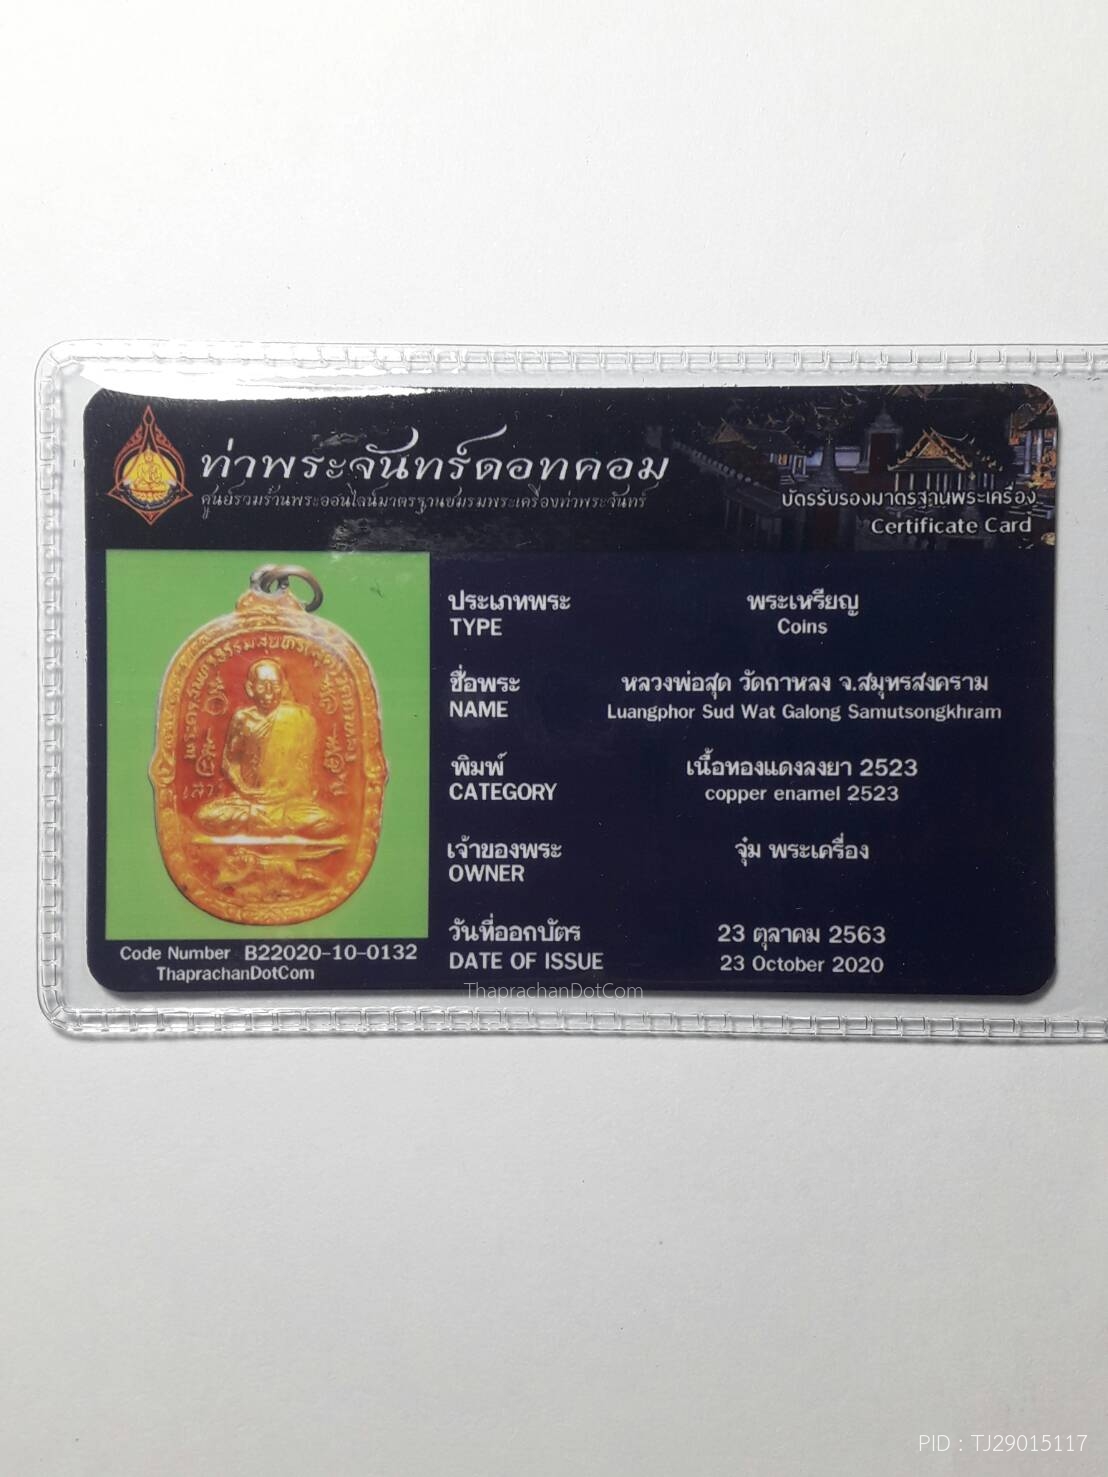 ท่าพระจันทร์ดอทคอม
ศูนย์รวมร้านพระออนไลน์มาตรฐานชมรมพระเครื่องท่าพระจันทร์
บัตรรับรองมาตรฐานพระเครื่อง
Certificate Card
ประเภทพระ พระเหรียญ
TYPE Coins
ชื่อพระ หลวงพ่อสุด วัดกาหลง จ.สมุทรสงคราม
NAME Luangphor Sud Wat Galong Samutsongkhram
พิมพ์ เนื้อทองแดงลงยา 2523
CATEGORY copper enamel 2523
เจ้าของพระ จุ๋ม พระเครื่อง
OWNER
วันที่ออกบัตร 23 ตุลาคม 2563
DATE OF ISSUE 23 October 2020
Code Number B22020-10-0132
ThaprachanDotCom
ThaprachanDotCom
PID : TJ29015117